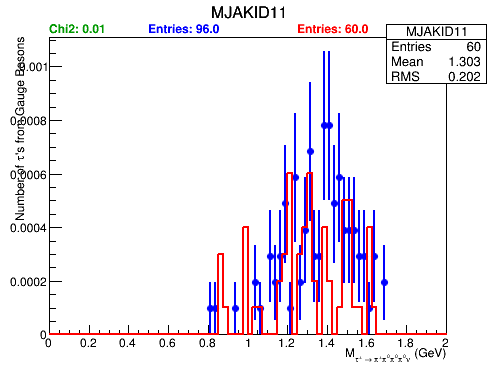 MJAKID11
Chi2: 0.01 Entries: 96.0 Entries: 60.0
MJAKID11
Entries 60
Mean 1.303
RMS 0.202
Number of τ's from Gauge Bosons
0.001
0.0008
0.0006
0.0004
0.0002
0
0 0.2 0.4 0.6 0.8 1 1.2 1.4 1.6 1.8 2
M τ⁺ → π⁺π⁰π⁰π⁰ν (GeV)